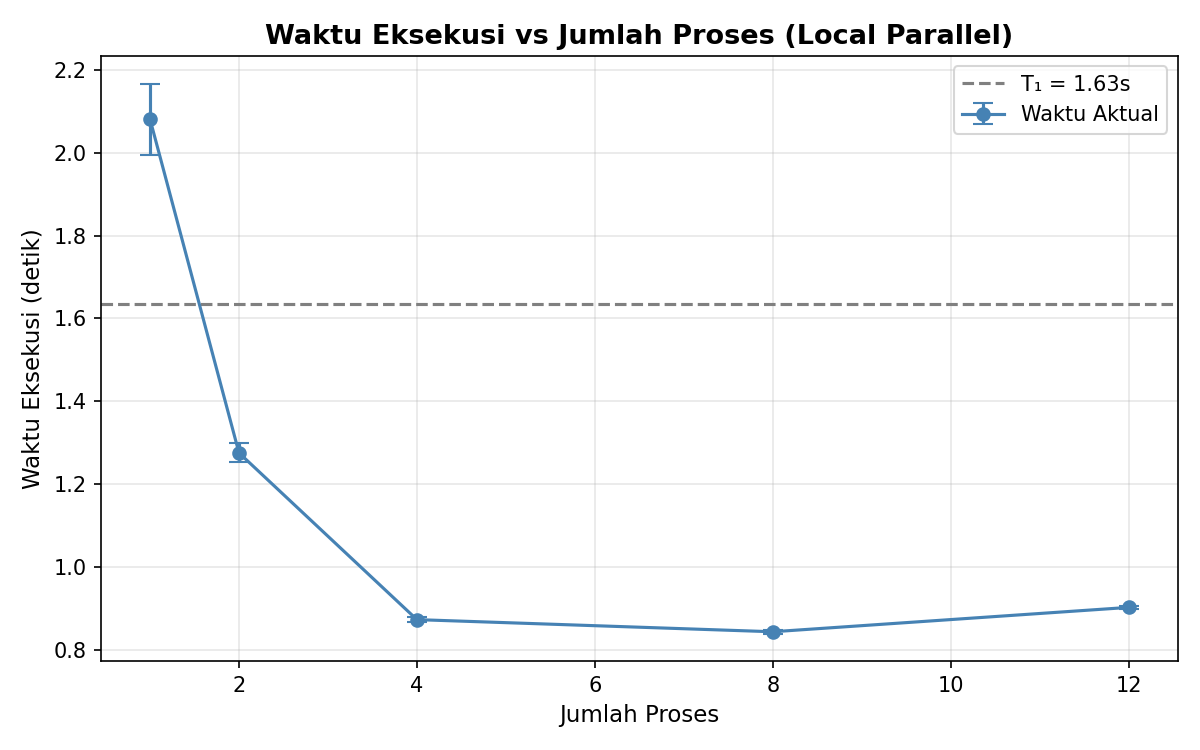 Waktu Eksekusi vs Jumlah Proses (Local Parallel)
T₁ = 1.63s
Waktu Aktual
Waktu Eksekusi (detik)
2.2
2.0
1.8
1.6
1.4
1.2
1.0
0.8
2 4 6 8 10 12
Jumlah Proses